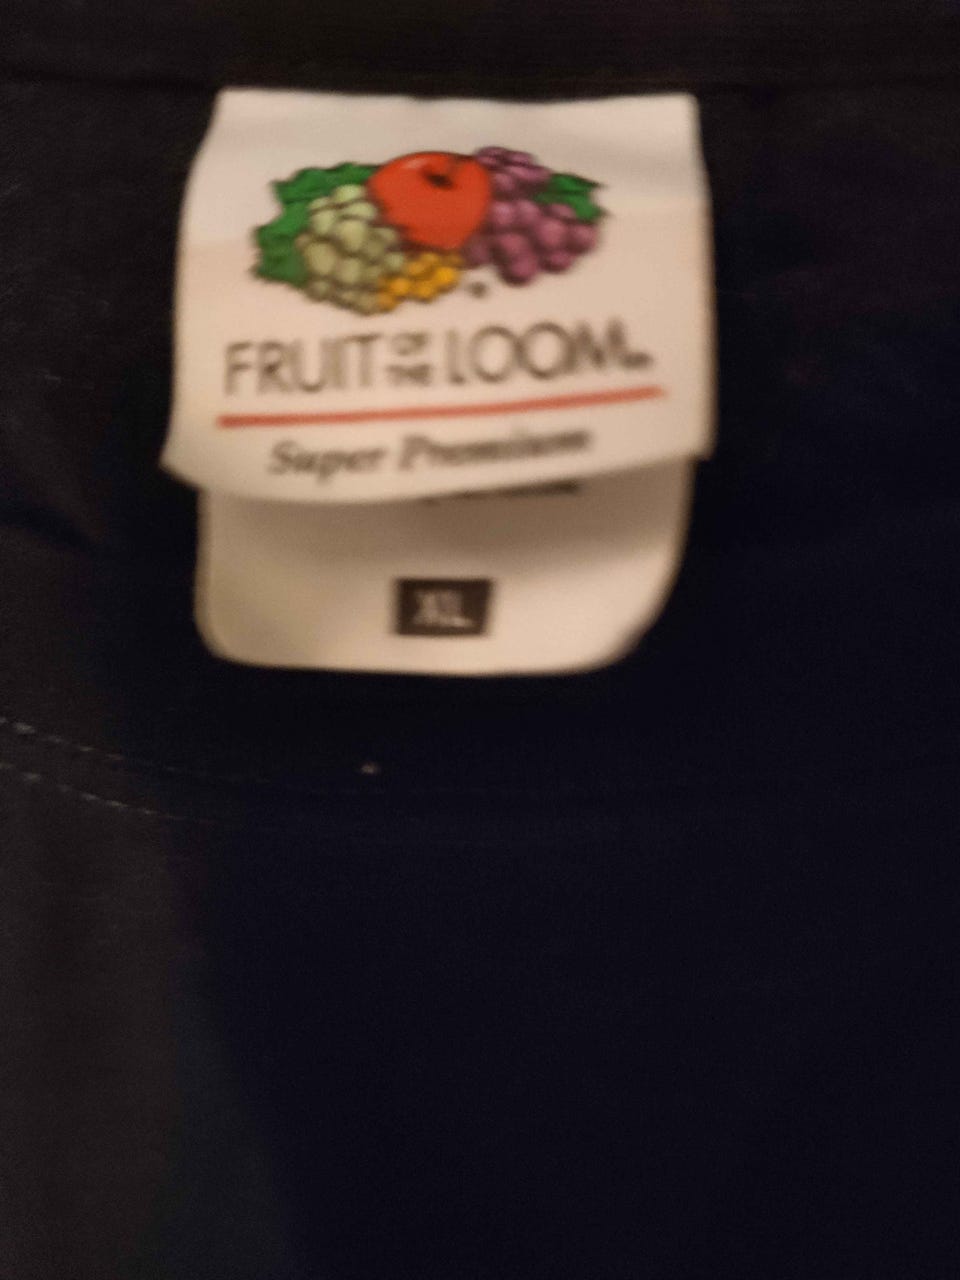 FRUIT OF THE LOOM
Super Premium
XL